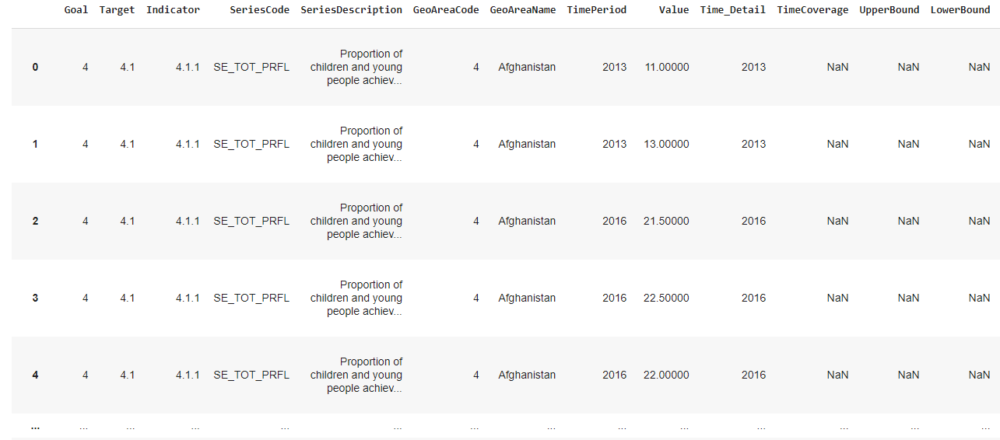 Goal Target Indicator SeriesCode SeriesDescription GeoAreaCode GeoAreaName TimePeriod Value Time_Detail TimeCoverage UpperBound LowerBound
Proportion of
0 4 4.1 4.1.1 SE_TOT_PRFL children and young 4 Afghanistan 2013 11.00000 2013 NaN NaN NaN
people achiev...
Proportion of
1 4 4.1 4.1.1 SE_TOT_PRFL children and young 4 Afghanistan 2013 13.00000 2013 NaN NaN NaN
people achiev...
Proportion of
2 4 4.1 4.1.1 SE_TOT_PRFL children and young 4 Afghanistan 2016 21.50000 2016 NaN NaN NaN
people achiev...
Proportion of
3 4 4.1 4.1.1 SE_TOT_PRFL children and young 4 Afghanistan 2016 22.50000 2016 NaN NaN NaN
people achiev...
Proportion of
4 4 4.1 4.1.1 SE_TOT_PRFL children and young 4 Afghanistan 2016 22.00000 2016 NaN NaN NaN
people achiev...
... ... ... ... ... ... ... ... ... ... ... ... ... ...